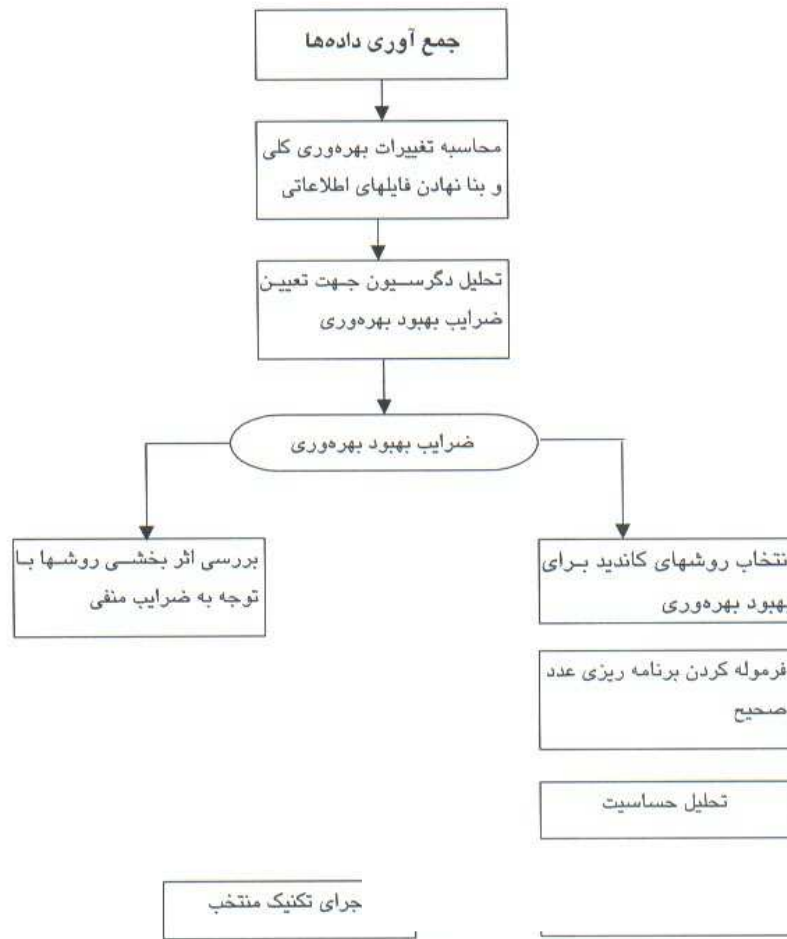 جمع آوری داده‌ها
محاسبه تغییرات بهره‌وری کلی
و بنا نهادن فایلهای اطلاعاتی
تحلیل دگرسیون جهت تعیین
ضرایب بهبود بهره‌وری
ضرایب بهبود بهره‌وری
نتخاب روشهای کاندید برای
بهبود بهره‌وری
بررسی اثر بخشی روشها با
توجه به ضرایب منفی
فرموله کردن برنامه ریزی عدد
صحیح
تحلیل حساسیت
جرای تکنیک منتخب